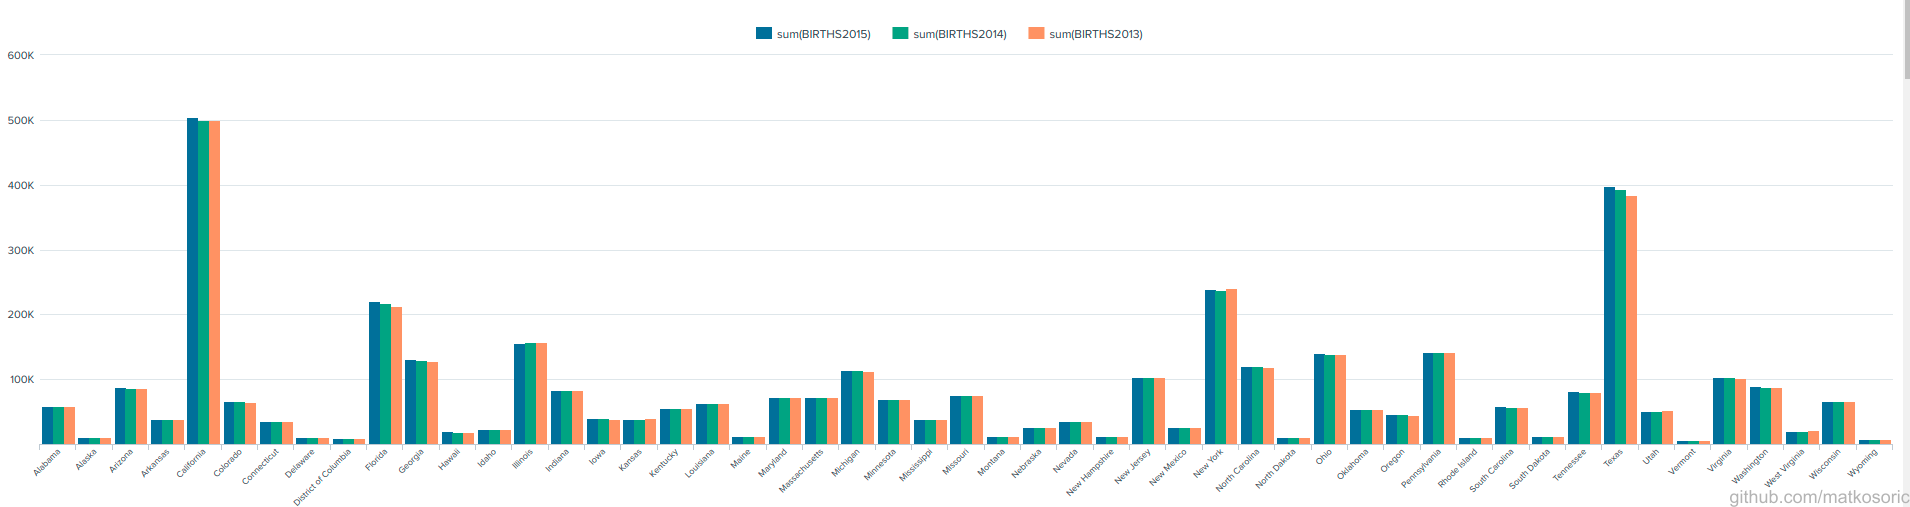 sum(BIRTHS2015) sum(BIRTHS2014) sum(BIRTHS2013)
600K
500K
400K
300K
200K
100K
Alabama
Alaska
Arizona
Arkansas
California
Colorado
Connecticut
Delaware
District of Columbia
Florida
Georgia
Hawaii
Idaho
Illinois
Indiana
Iowa
Kansas
Kentucky
Louisiana
Maine
Maryland
Massachusetts
Michigan
Minnesota
Mississippi
Missouri
Montana
Nebraska
Nevada
New Hampshire
New Jersey
New Mexico
New York
North Carolina
North Dakota
Ohio
Oklahoma
Oregon
Pennsylvania
Rhode Island
South Carolina
South Dakota
Tennessee
Texas
Utah
Vermont
Virginia
Washington
West Virginia
Wisconsin
Wyoming
github.com/matkosoric